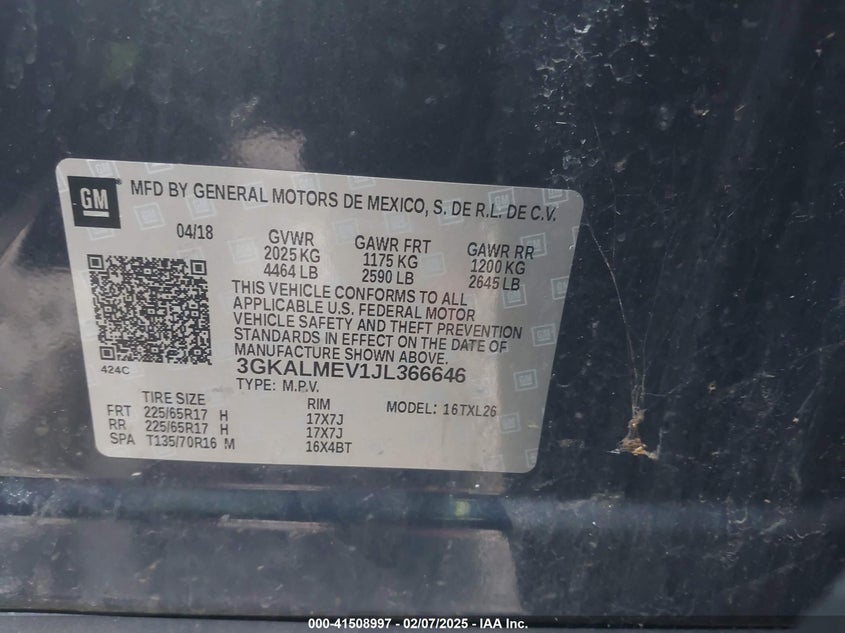 GM
MFD BY GENERAL MOTORS DE MEXICO, S. DE R.L. DE C.V.
04/18
GVWR
2025 KG
4464 LB
GAWR FRT
1175 KG
2590 LB
GAWR RR
1200 KG
2645 LB
THIS VEHICLE CONFORMS TO ALL
APPLICABLE U.S. FEDERAL MOTOR
VEHICLE SAFETY AND THEFT PREVENTION
STANDARDS IN EFFECT ON THE DATE OF
MANUFACTURE SHOWN ABOVE.
424C
3GKALMEV1JL366646
TYPE: M.P.V.
MODEL: 16TXL26
TIRE SIZE RIM
FRT 225/65R17 H 17X7J
RR 225/65R17 H 17X7J
SPA T135/70R16 M 16X4BT
000-41508997 - 02/07/2025 - IAA Inc.